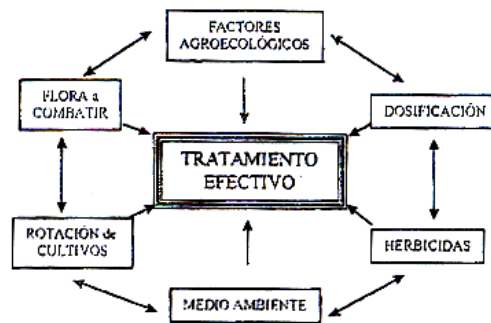 FACTORES
AGROECOLÓGICOS
FLORA a
COMBATIR
DOSIFICACIÓN
TRATAMIENTO
EFECTIVO
ROTACIÓN de
CULTIVOS
HERBICIDAS
MEDIO AMBIENTE